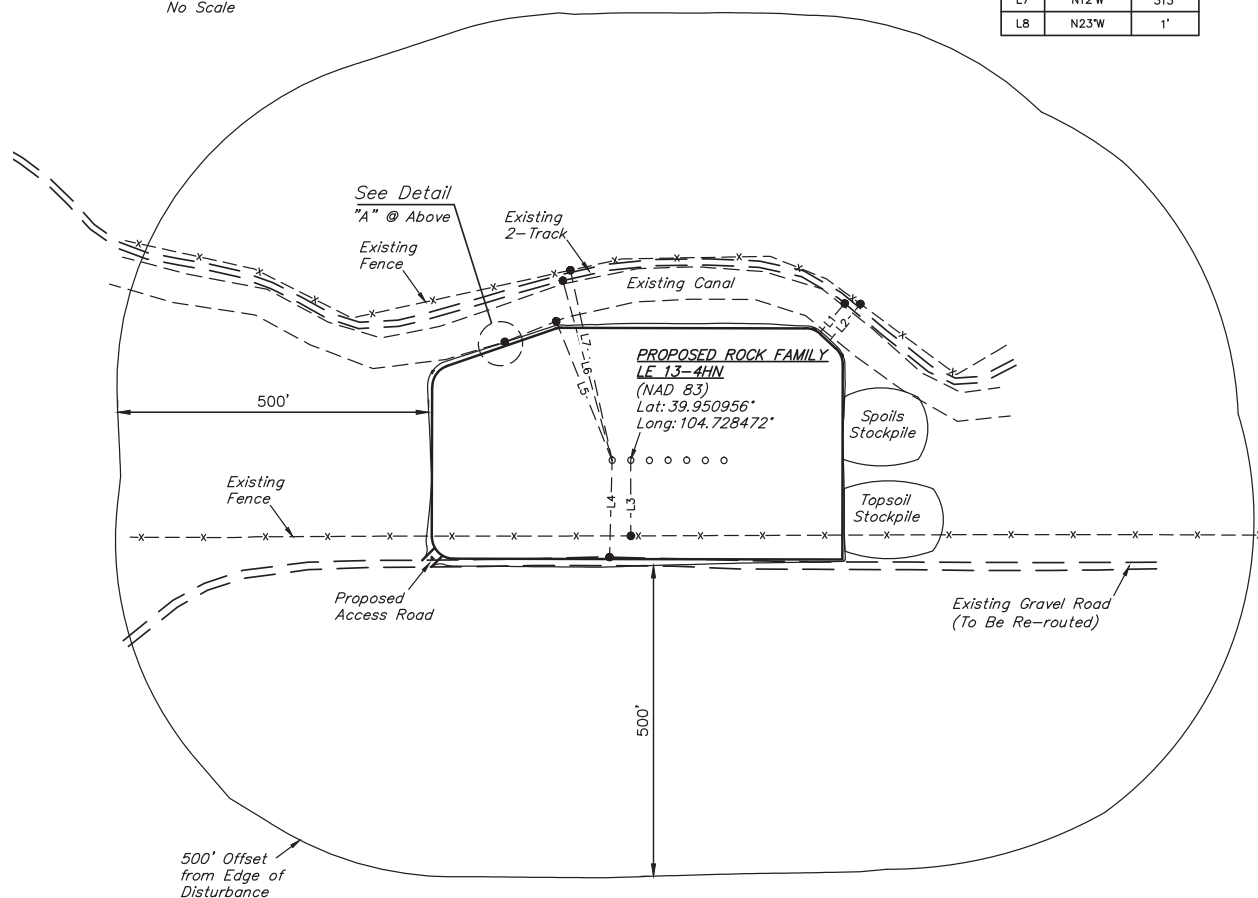 No Scale
L7 N12°W 313'
L8 N23°W 1'
See Detail
"A" @ Above
Existing
2-Track
Existing
Fence
Existing Canal
L1
L2
L7
L6
L5
PROPOSED ROCK FAMILY
LE 13-4HN
(NAD 83)
Lat: 39.950956°
Long: 104.728472°
500'
Spoils
Stockpile
Existing
Fence
L4
L3
Topsoil
Stockpile
Proposed
Access Road
Existing Gravel Road
(To Be Re-routed)
500'
500' Offset
from Edge of
Disturbance